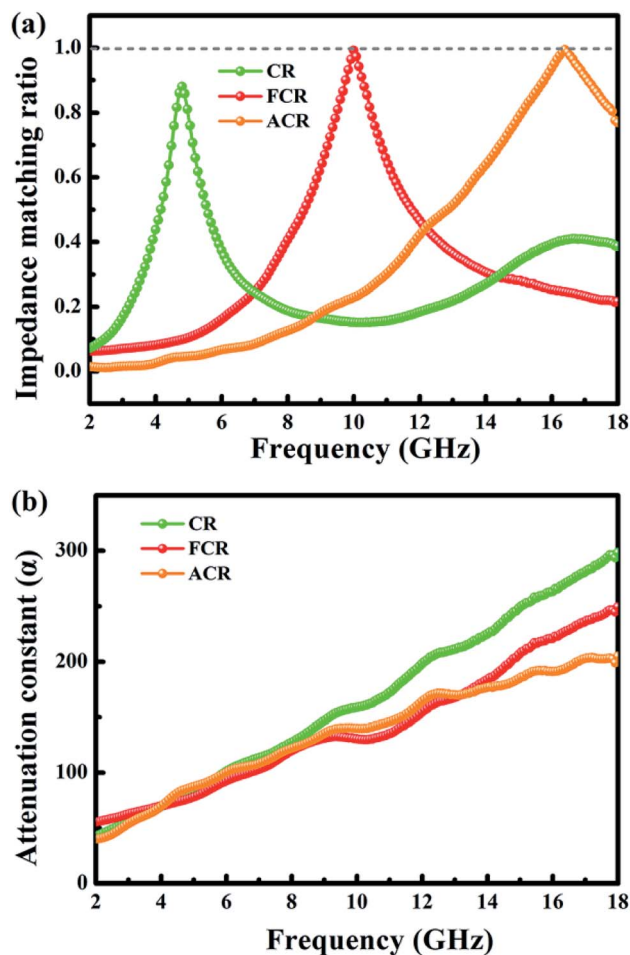 (a)
1.0
0.8
0.6
0.4
0.2
0.0
Impedance matching ratio
CR
FCR
ACR
2 4 6 8 10 12 14 16 18
Frequency (GHz)
(b)
300
200
100
0
Attenuation constant (α)
CR
FCR
ACR
2 4 6 8 10 12 14 16 18
Frequency (GHz)